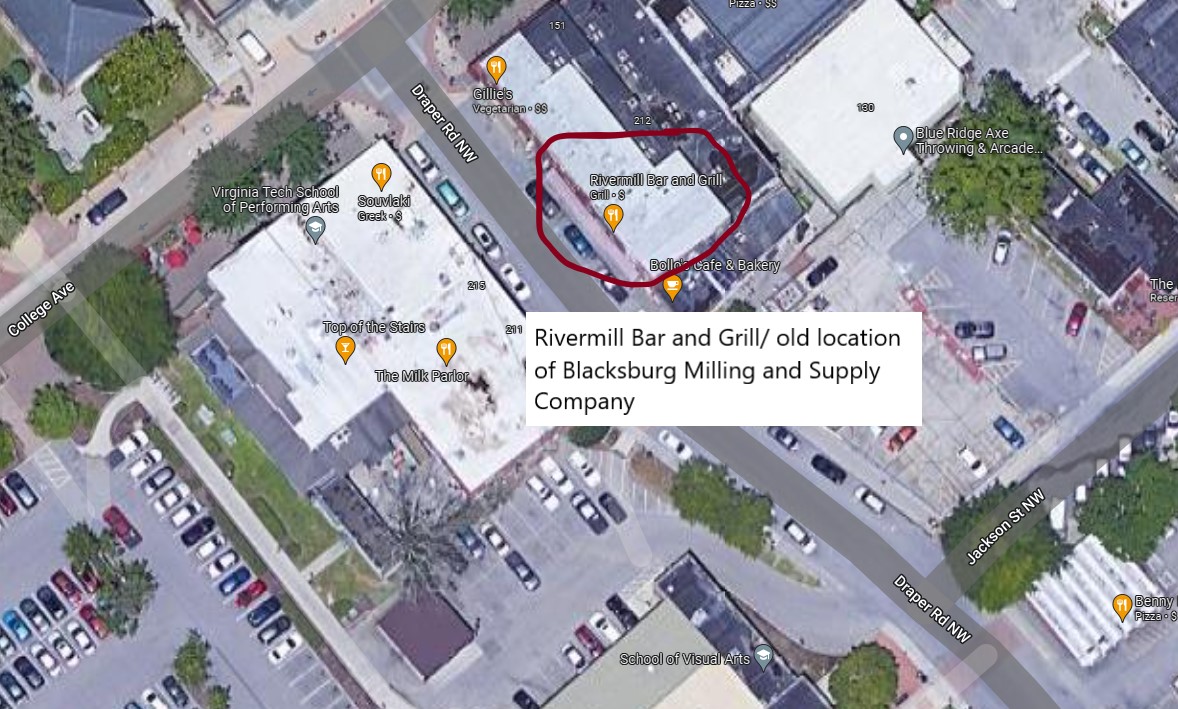 Pizza • $$
151
Gillie's
Vegetarian • $$
Draper Rd NW
212
130
Blue Ridge Axe
Throwing & Arcade...
Virginia Tech School
of Performing Arts
Souvlaki
Greek • $
Rivermill Bar and Grill
Grill • $
Bollo's Cafe & Bakery
College Ave
215
211
The
Top of the Stairs
The Milk Parlor
Rivermill Bar and Grill/ old location
of Blacksburg Milling and Supply
Company
Jackson St NW
Draper Rd NW
Benny
Pizza • $
School of Visual Arts